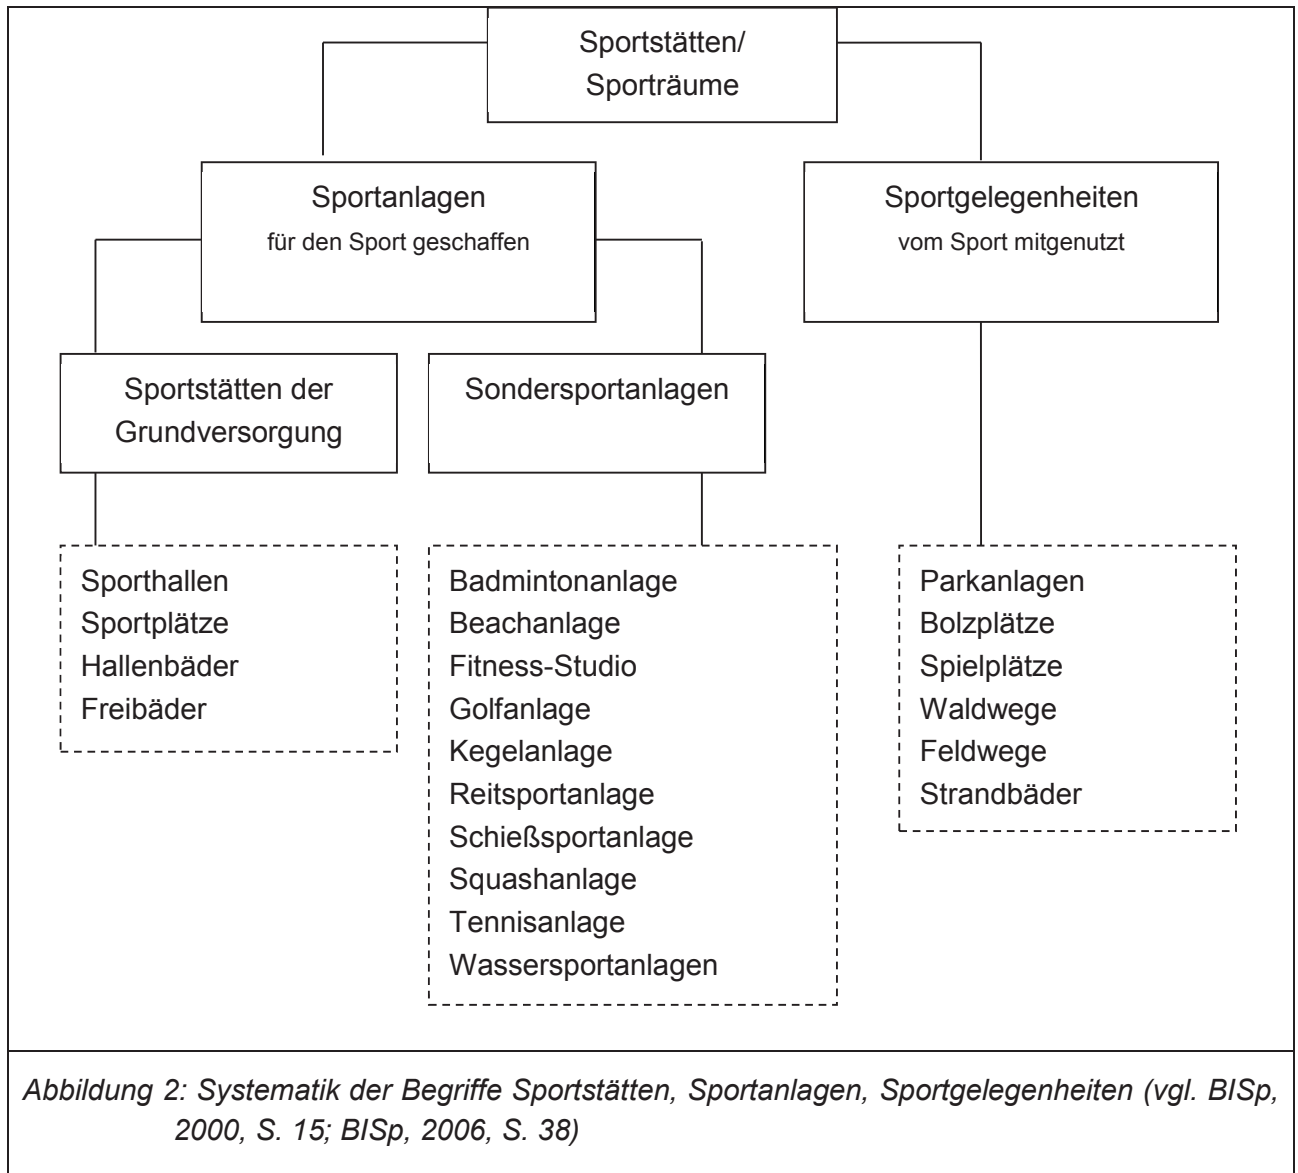 Sportstätten/
Sporträume
Sportanlagen
für den Sport geschaffen
Sportgelegenheiten
vom Sport mitgenutzt
Sportstätten der
Grundversorgung
Sondersportanlagen
Sporthallen
Sportplätze
Hallenbäder
Freibäder
Badmintonanlage
Beachanlage
Fitness-Studio
Golfanlage
Kegelanlage
Reitsportanlage
Schießsportanlage
Squashanlage
Tennisanlage
Wassersportanlagen
Parkanlagen
Bolzplätze
Spielplätze
Waldwege
Feldwege
Strandbäder
Abbildung 2: Systematik der Begriffe Sportstätten, Sportanlagen, Sportgelegenheiten (vgl. BISp,
2000, S. 15; BISp, 2006, S. 38)